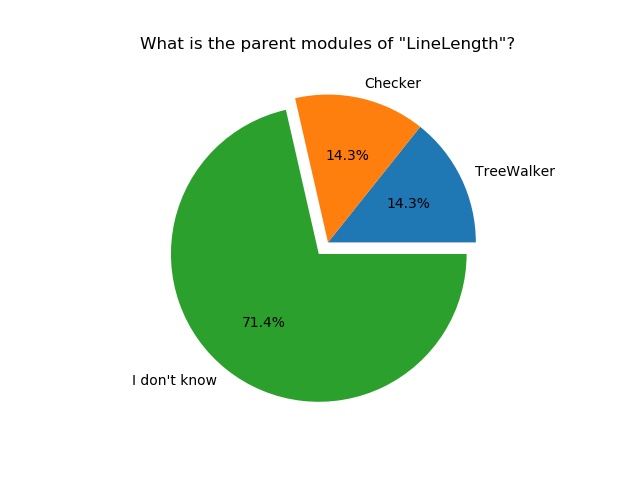 What is the parent modules of "LineLength"?
Checker
14.3%
TreeWalker
14.3%
71.4%
I don't know